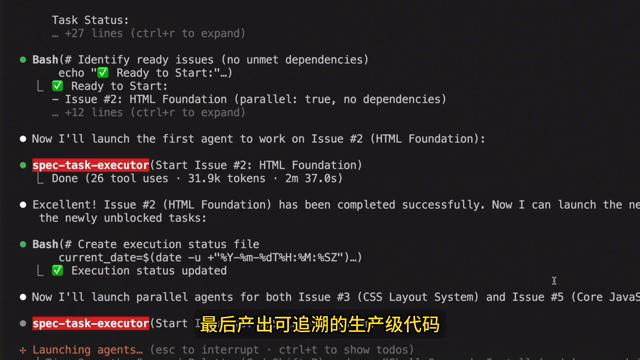 Task Status:
… +27 lines (ctrl+r to expand)
Bash(# Identify ready issues (no unmet dependencies)
echo "✅ Ready to Start:"…)
✅ Ready to Start:
- Issue #2: HTML Foundation (parallel: true, no dependencies)
… +12 lines (ctrl+r to expand)
Now I'll launch the first agent to work on Issue #2 (HTML Foundation):
spec-task-executor(Start Issue #2: HTML Foundation)
Done (26 tool uses · 31.9k tokens · 2m 37.0s)
Excellent! Issue #2 (HTML Foundation) has been completed successfully. Now I can launch the ne
the newly unblocked tasks:
Bash(# Create execution status file
current_date=$(date -u +"%Y-%m-%dT%H:%M:%SZ")…)
✅ Execution status updated
Now I'll launch parallel agents for both Issue #3 (CSS Layout System) and Issue #5 (Core JavaS
spec-task-executor(Start I
最后产出可追溯的生产级代码
Launching agents… (esc to interrupt · ctrl+t to show todos)